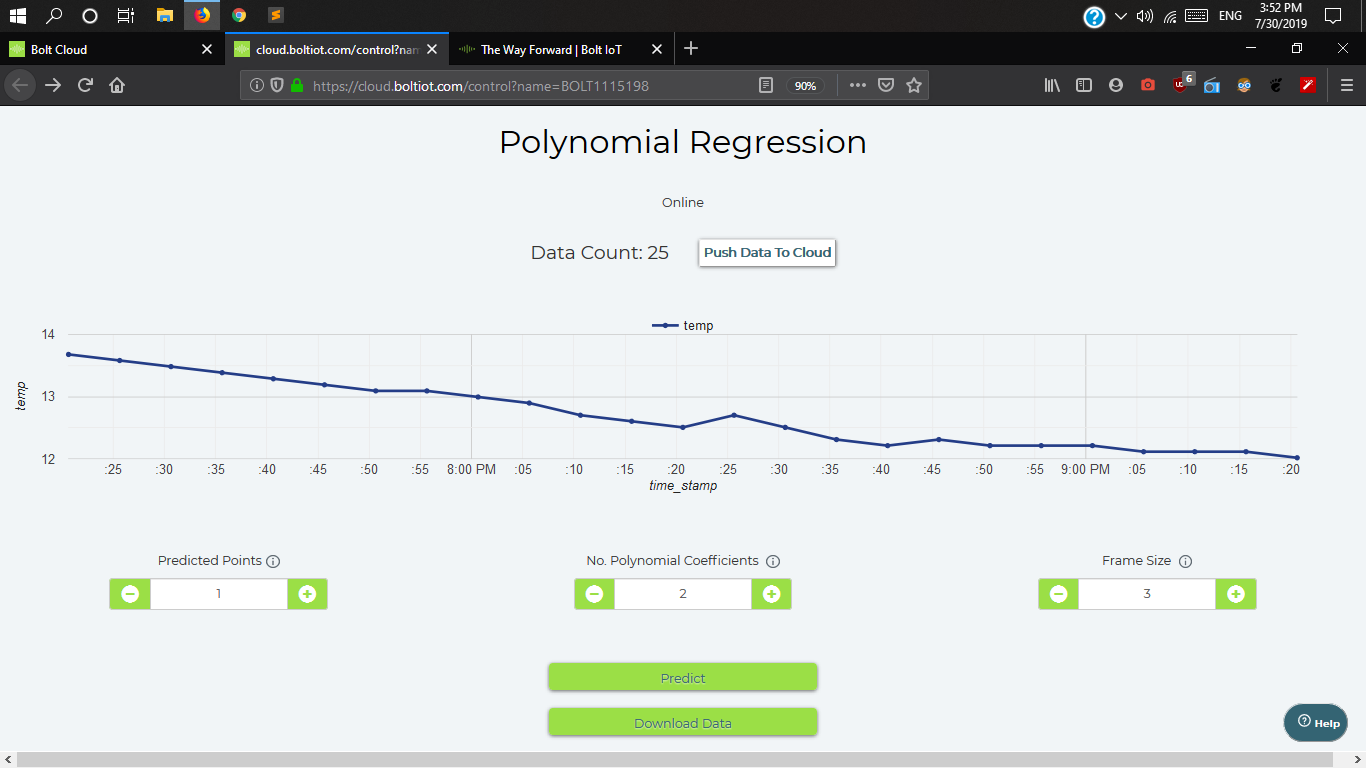 3:52 PM
ENG
7/30/2019
Bolt Cloud
cloud.boltiot.com/control?nam
The Way Forward | Bolt IoT
https://cloud.boltiot.com/control?name=BOLT1115198
90%
6
Polynomial Regression
Online
Data Count: 25
Push Data To Cloud
temp
14
13
12
temp
:25 :30 :35 :40 :45 :50 :55 8:00 PM :05 :10 :15 :20 :25 :30 :35 :40 :45 :50 :55 9:00 PM :05 :10 :15 :20
time_stamp
Predicted Points
No. Polynomial Coefficients
Frame Size
1
2
3
Predict
Download Data
Help